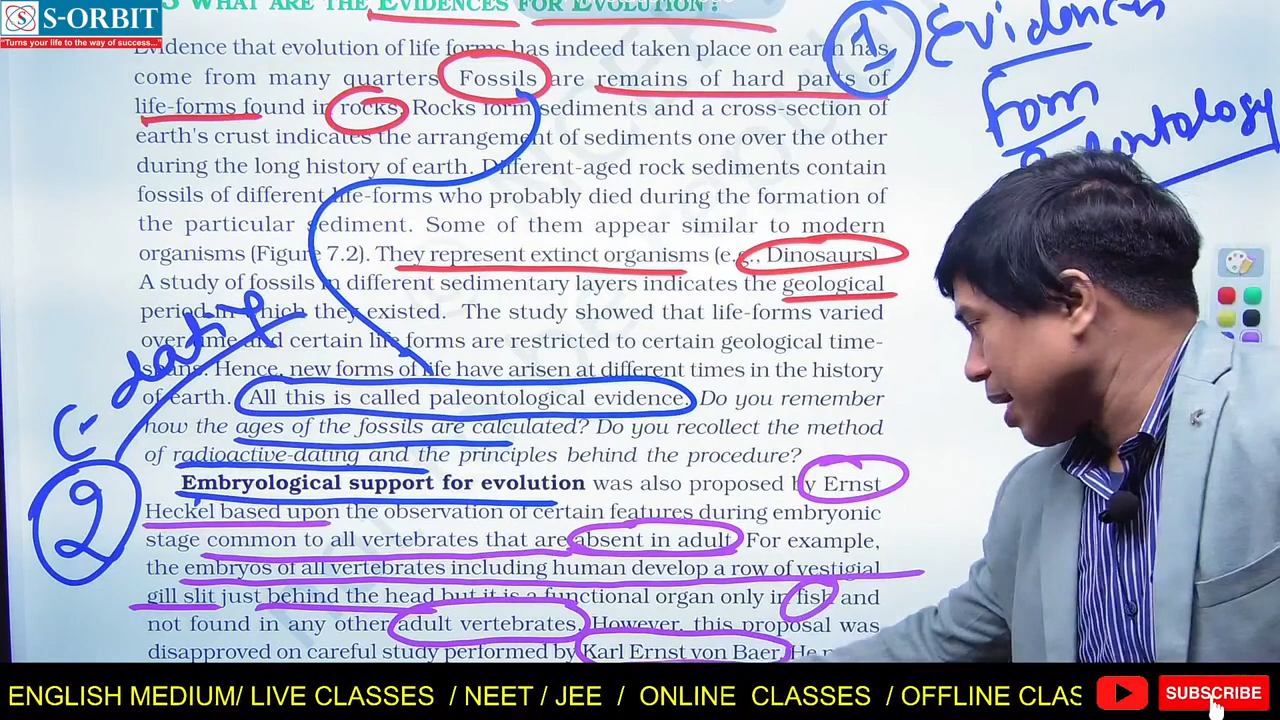 S-ORBIT
"Turns your life to the way of success..."
WHAT ARE THE EVIDENCES FOR EVOLUTION?
Evidence that evolution of life forms has indeed taken place on earth has
come from many quarters. Fossils are remains of hard parts of
life-forms found in rocks. Rocks form sediments and a cross-section of
earth's crust indicates the arrangement of sediments one over the other
during the long history of earth. Different-aged rock sediments contain
fossils of different life-forms who probably died during the formation of
the particular sediment. Some of them appear similar to modern
organisms (Figure 7.2). They represent extinct organisms (e.g., Dinosaurs).
A study of fossils in different sedimentary layers indicates the geological
period in which they existed. The study showed that life-forms varied
over time and certain life forms are restricted to certain geological time-
spans. Hence, new forms of life have arisen at different times in the history
of earth. All this is called paleontological evidence. Do you remember
how the ages of the fossils are calculated? Do you recollect the method
of radioactive-dating and the principles behind the procedure?
Embryological support for evolution was also proposed by Ernst
Heckel based upon the observation of certain features during embryonic
stage common to all vertebrates that are absent in adult. For example,
the embryos of all vertebrates including human develop a row of vestigial
gill slit just behind the head but it is a functional organ only in fish and
not found in any other adult vertebrates. However, this proposal was
disapproved on careful study performed by Karl Ernst von Baer. He
1 Evidences
from
C-dating
2
ENGLISH MEDIUM/ LIVE CLASSES / NEET / JEE / ONLINE CLASSES / OFFLINE CLAS
SUBSCRIBE